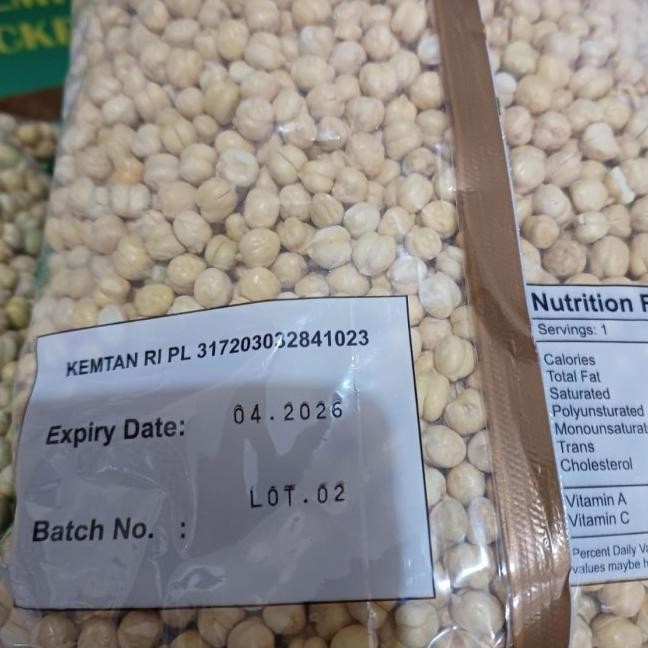 KEMTAN RI PL 317203032841023
Expiry Date: 04.2026
LOT.02
Batch No. :
Nutrition F
Servings: 1
Calories
Total Fat
Saturated
Polyunsturated
Monounsaturat
Trans
Cholesterol
Vitamin A
Vitamin C
Percent Daily Va
values maybe h